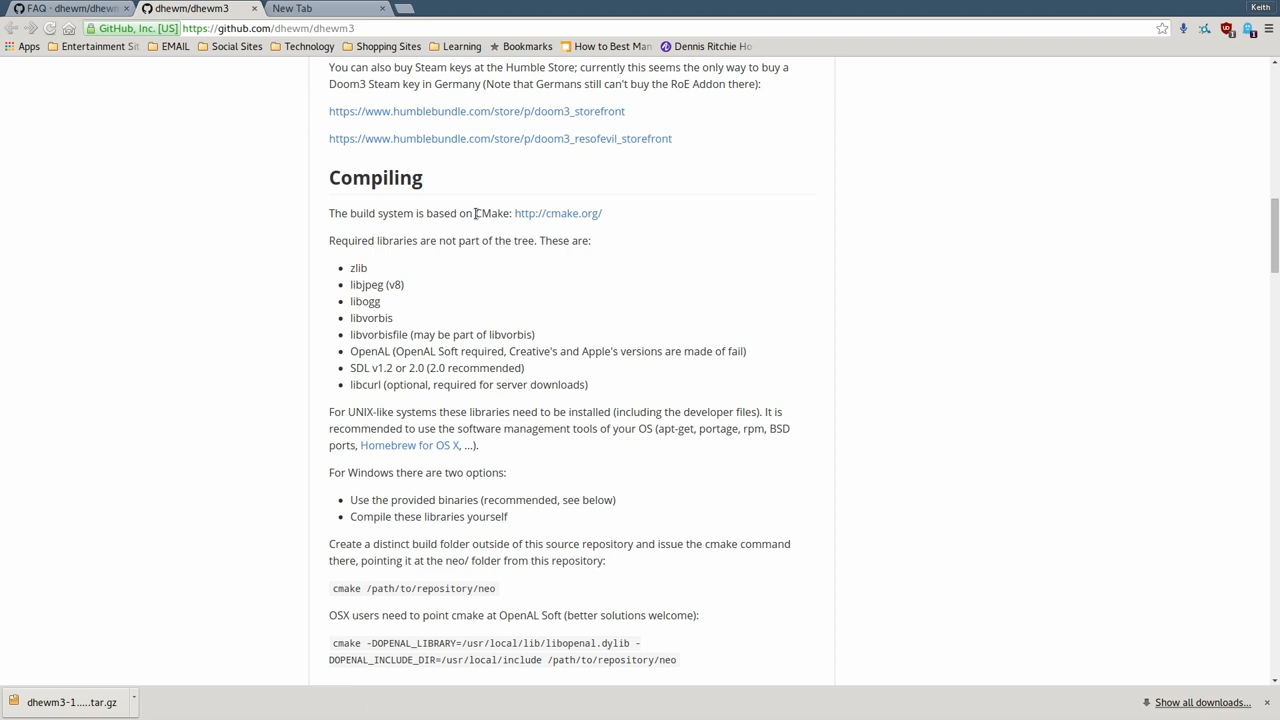 FAQ - dhewm/dhewm
dhewm/dhewm3
New Tab
Keith
GitHub, Inc. [US] https://github.com/dhewm/dhewm3
Apps Entertainment Sit EMAIL Social Sites Technology Shopping Sites Learning Bookmarks How to Best Man Dennis Ritchie Ho
You can also buy Steam keys at the Humble Store; currently this seems the only way to buy a
Doom3 Steam key in Germany (Note that Germans still can't buy the RoE Addon there):
https://www.humblebundle.com/store/p/doom3_storefront
https://www.humblebundle.com/store/p/doom3_resofevil_storefront
Compiling
The build system is based on CMake: http://cmake.org/
Required libraries are not part of the tree. These are:
• zlib
• libjpeg (v8)
• libogg
• libvorbis
• libvorbisfile (may be part of libvorbis)
• OpenAL (OpenAL Soft required, Creative's and Apple's versions are made of fail)
• SDL v1.2 or 2.0 (2.0 recommended)
• libcurl (optional, required for server downloads)
For UNIX-like systems these libraries need to be installed (including the developer files). It is
recommended to use the software management tools of your OS (apt-get, portage, rpm, BSD
ports, Homebrew for OS X, ...).
For Windows there are two options:
• Use the provided binaries (recommended, see below)
• Compile these libraries yourself
Create a distinct build folder outside of this source repository and issue the cmake command
there, pointing it at the neo/ folder from this repository:
cmake /path/to/repository/neo
OSX users need to point cmake at OpenAL Soft (better solutions welcome):
cmake -DOPENAL_LIBRARY=/usr/local/lib/libopenal.dylib -
DOPENAL_INCLUDE_DIR=/usr/local/include /path/to/repository/neo
dhewm3-1.....tar.gz
Show all downloads...